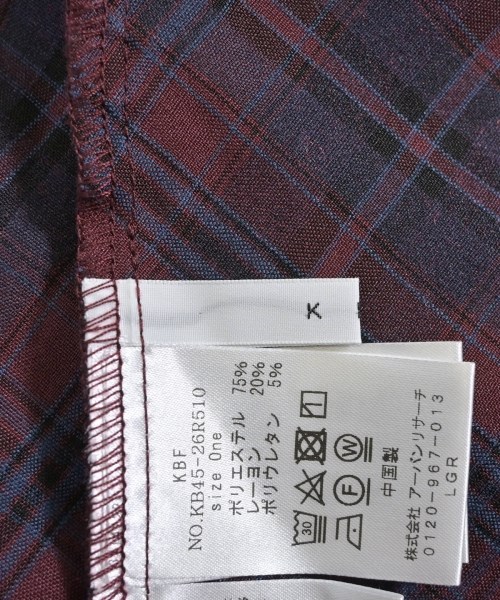 KBF
NO.KB45-26R510
size One
ポリエステル 75%
レーヨン 20%
ポリウレタン 5%
30
F W
中国製
株式会社 アーバンリサーチ
0120-967-013
LGR
K